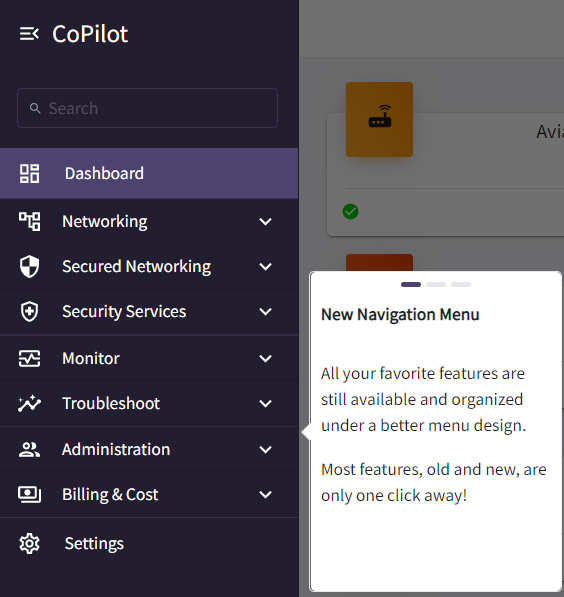 CoPilot
Search
Dashboard
Networking
Secured Networking
Security Services
Monitor
Troubleshoot
Administration
Billing & Cost
Settings
Avia
New Navigation Menu
All your favorite features are
still available and organized
under a better menu design.
Most features, old and new, are
only one click away!